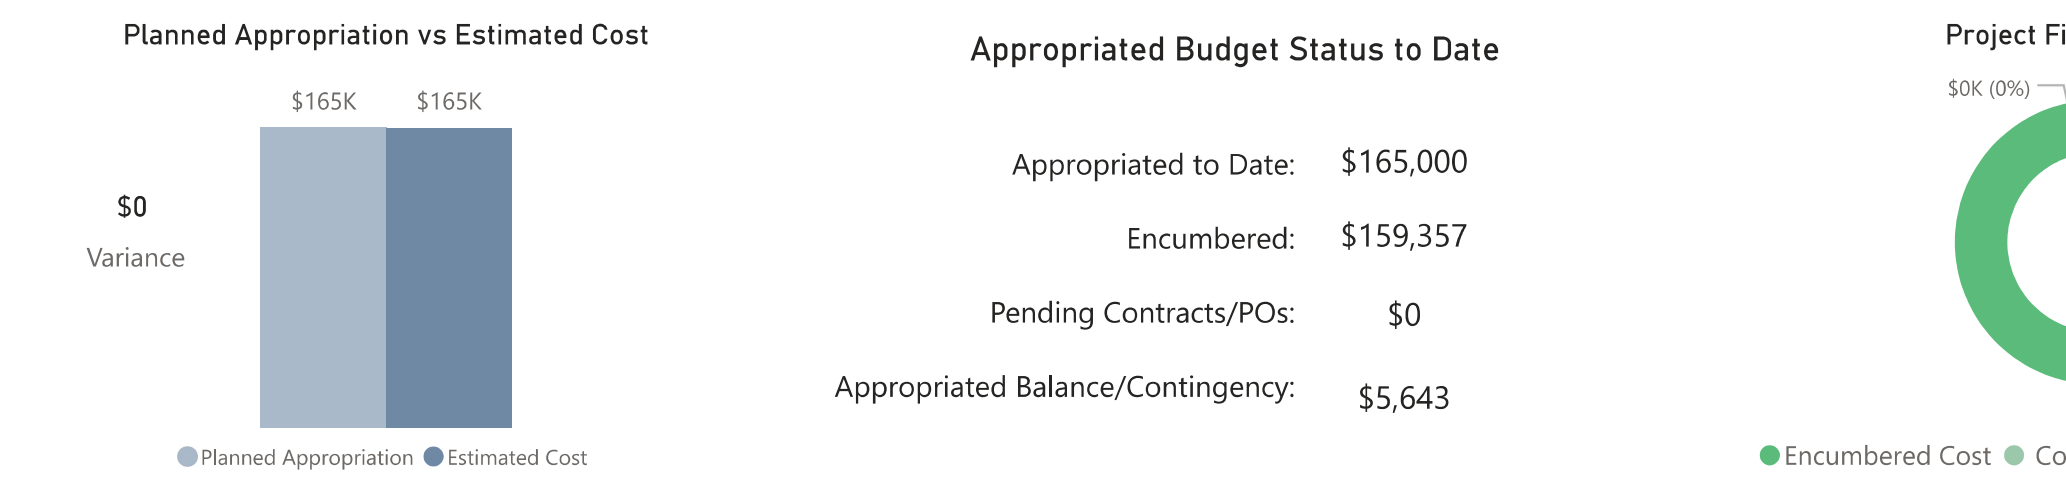 Planned Appropriation vs Estimated Cost
$165K $165K
$0
Variance
Planned Appropriation Estimated Cost
Appropriated Budget Status to Date
Appropriated to Date: $165,000
Encumbered: $159,357
Pending Contracts/POs: $0
Appropriated Balance/Contingency: $5,643
Project
$0K (0%)
Encumbered Cost